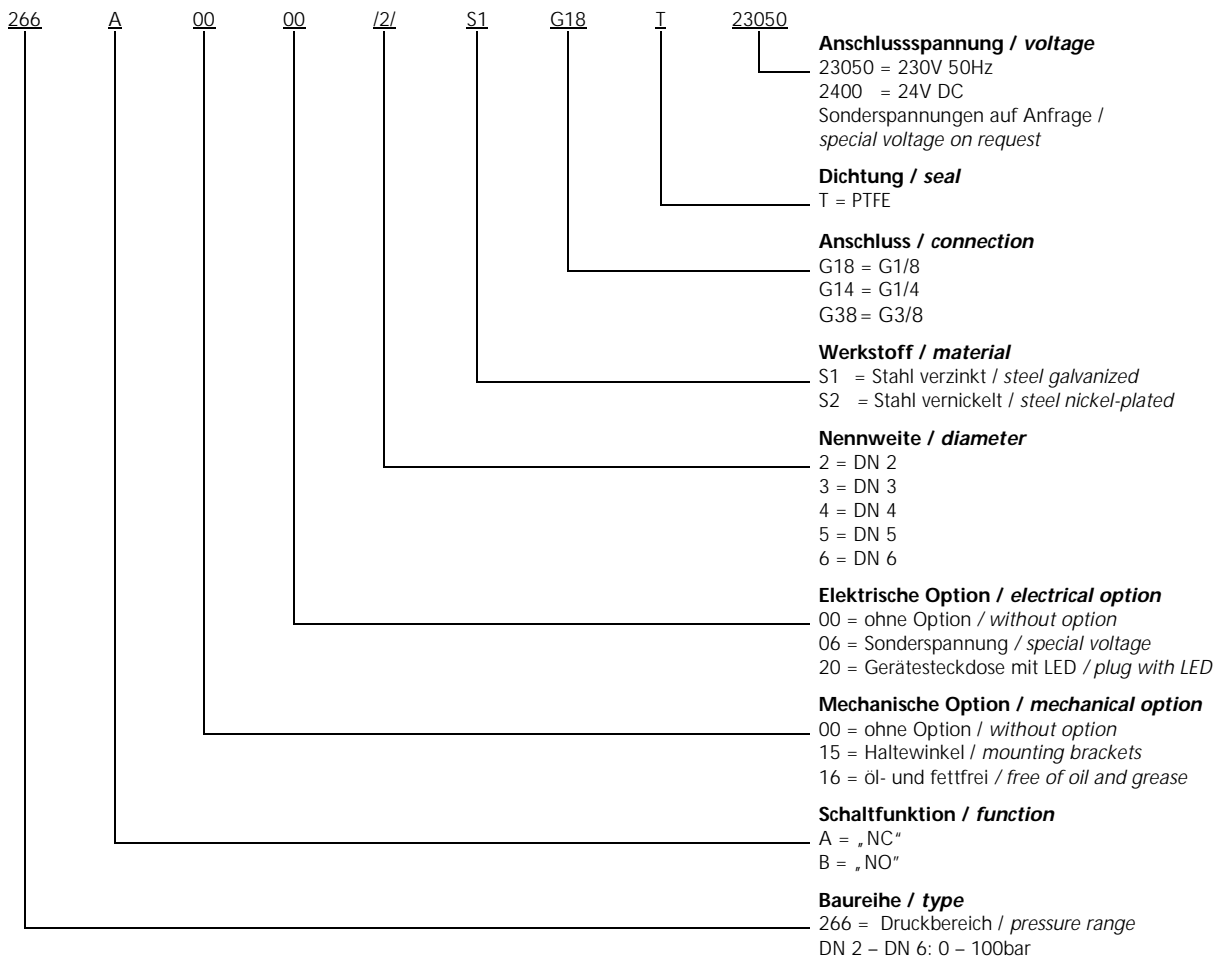 266 A 00 00 /2/ S1 G18 T 23050
Anschlussspannung / voltage
23050 = 230V 50Hz
2400 = 24V DC
Sonderspannungen auf Anfrage /
special voltage on request
Dichtung / seal
T = PTFE
Anschluss / connection
G18 = G1/8
G14 = G1/4
G38 = G3/8
Werkstoff / material
S1 = Stahl verzinkt / steel galvanized
S2 = Stahl vernickelt / steel nickel-plated
Nennweite / diameter
2 = DN 2
3 = DN 3
4 = DN 4
5 = DN 5
6 = DN 6
Elektrische Option / electrical option
00 = ohne Option / without option
06 = Sonderspannung / special voltage
20 = Gerätesteckdose mit LED / plug with LED
Mechanische Option / mechanical option
00 = ohne Option / without option
15 = Haltewinkel / mounting brackets
16 = öl- und fettfrei / free of oil and grease
Schaltfunktion / function
A = „NC“
B = „NO”
Baureihe / type
266 = Druckbereich / pressure range
DN 2 – DN 6: 0 – 100bar